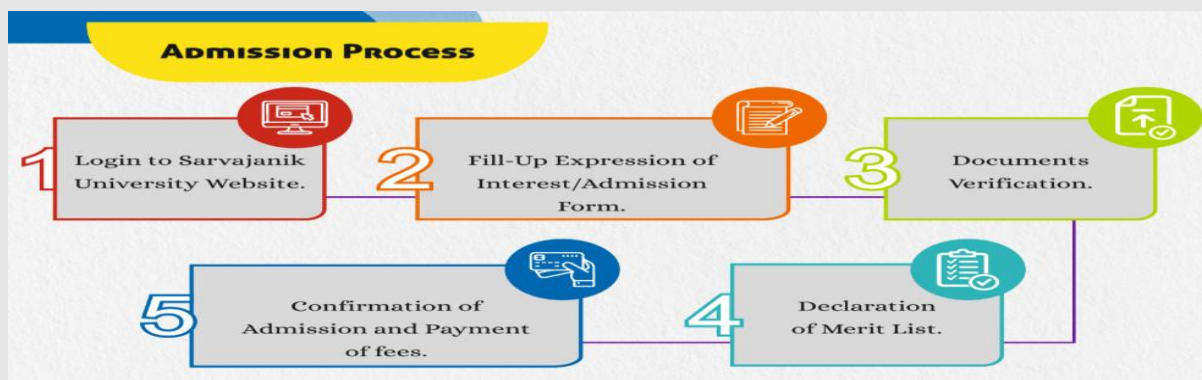 Admission Process
1
Login to Sarvajanik
University Website.
2
Fill-Up Expression of
Interest/Admission
Form.
3
Documents
Verification.
4
Declaration
of Merit List.
5
Confirmation of
Admission and Payment
of fees.